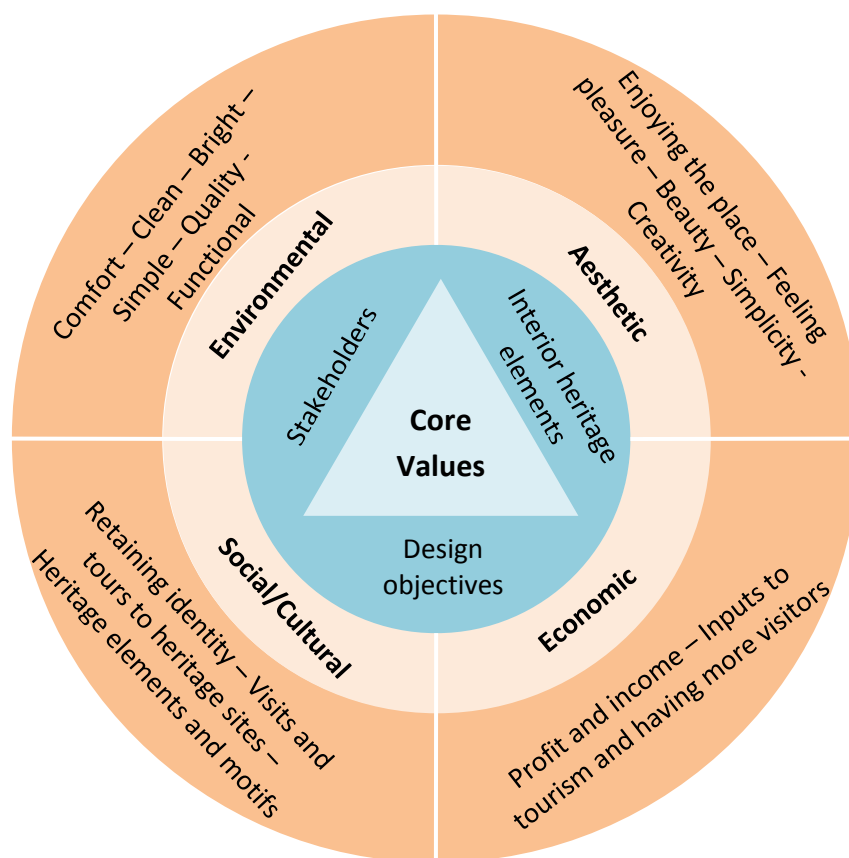 Comfort – Clean – Bright –
Simple – Quality -
Functional
Environmental
Enjoying the place – Feeling
pleasure – Beauty – Simplicity -
Creativity
Aesthetic
Stakeholders
Interior heritage
elements
Core
Values
Design
objectives
Social/Cultural
Retaining identity – Visits and
tours to heritage sites –
Heritage elements and motifs
Economic
Profit and income – Inputs to
tourism and having more visitors